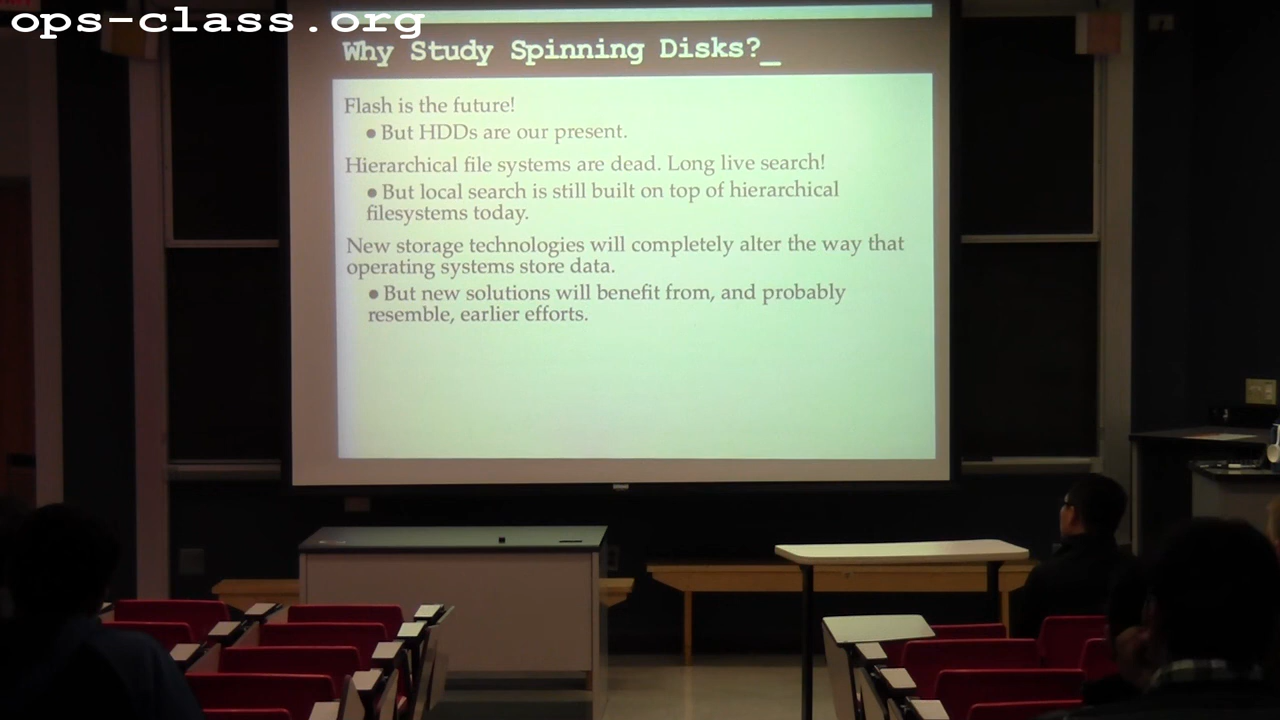 ops-class.org
Why Study Spinning Disks?_
Flash is the future!
● But HDDs are our present.
Hierarchical file systems are dead. Long live search!
● But local search is still built on top of hierarchical
filesystems today.
New storage technologies will completely alter the way that
operating systems store data.
● But new solutions will benefit from, and probably
resemble, earlier efforts.